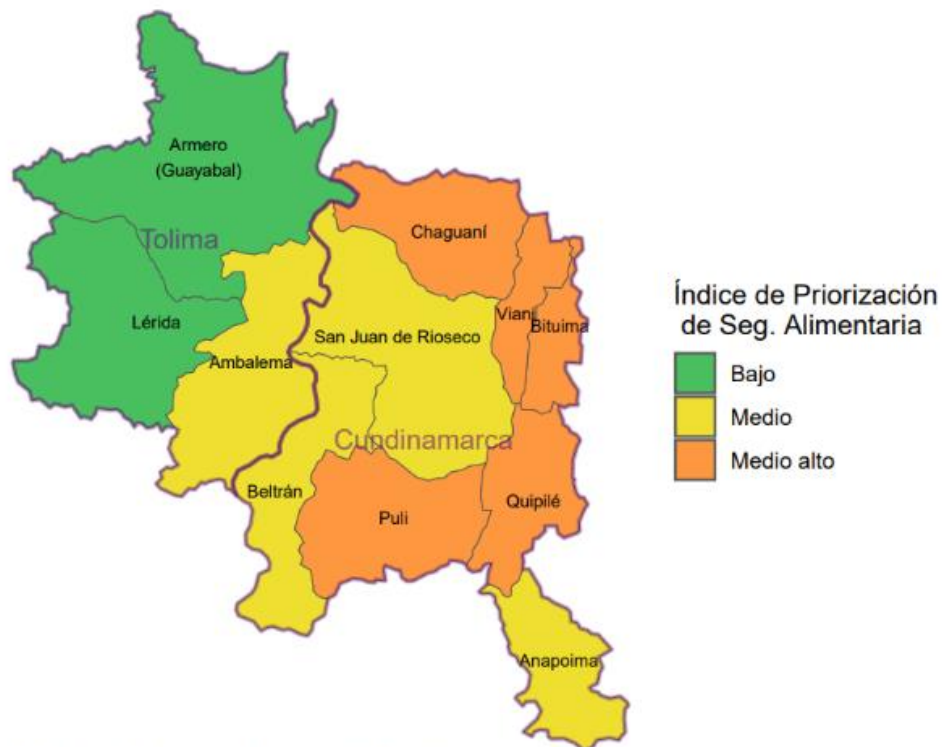 Armero
(Guayabal)
Tolima
Chaguaní
Lérida
Ambalema
San Juan de Rioseco
Viani
Bituima
Cundinamarca
Beltrán
Puli
Quipilé
Anapoima
Índice de Priorización
de Seg. Alimentaria
Bajo
Medio
Medio alto